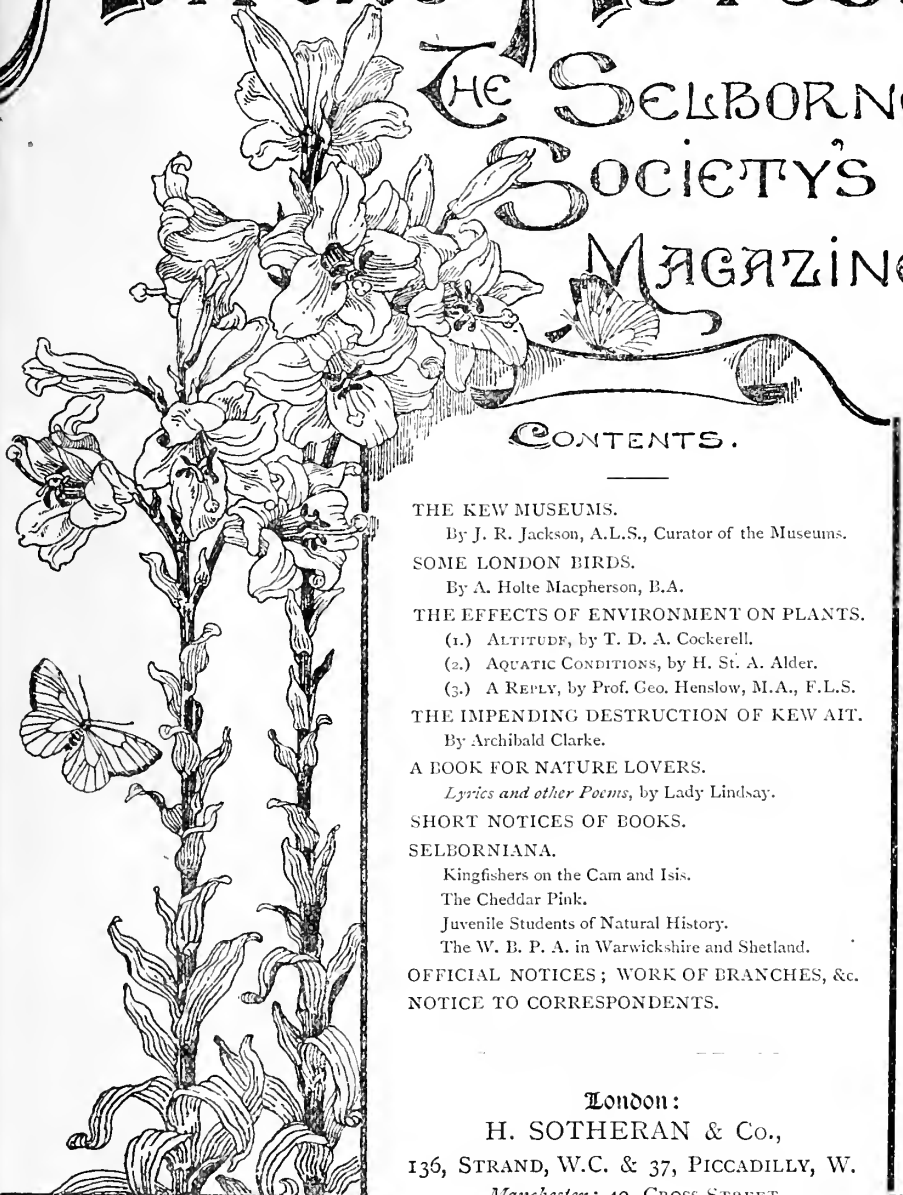 THE SELBORN
SOCIETY'S
MAGAZIN
CONTENTS.
THE KEW MUSEUMS.
By J. R. Jackson, A.L.S., Curator of the Museums.
SOME LONDON BIRDS.
By A. Holte Macpherson, B.A.
THE EFFECTS OF ENVIRONMENT ON PLANTS.
(1.) ALTITUDE, by T. D. A. Cockerell.
(2.) AQUATIC CONDITIONS, by H. St. A. Alder.
(3.) A REPLY, by Prof. Geo. Henslow, M.A., F.L.S.
THE IMPENDING DESTRUCTION OF KEW AIT.
By Archibald Clarke.
A BOOK FOR NATURE LOVERS.
Lyrics and other Poems, by Lady Lindsay.
SHORT NOTICES OF BOOKS.
SELBORNIANA.
Kingfishers on the Cam and Isis.
The Cheddar Pink.
Juvenile Students of Natural History.
The W. B. P. A. in Warwickshire and Shetland.
OFFICIAL NOTICES; WORK OF BRANCHES, &c.
NOTICE TO CORRESPONDENTS.
London:
H. SOTHERAN & Co.,
136, STRAND, W.C. & 37, PICCADILLY, W.